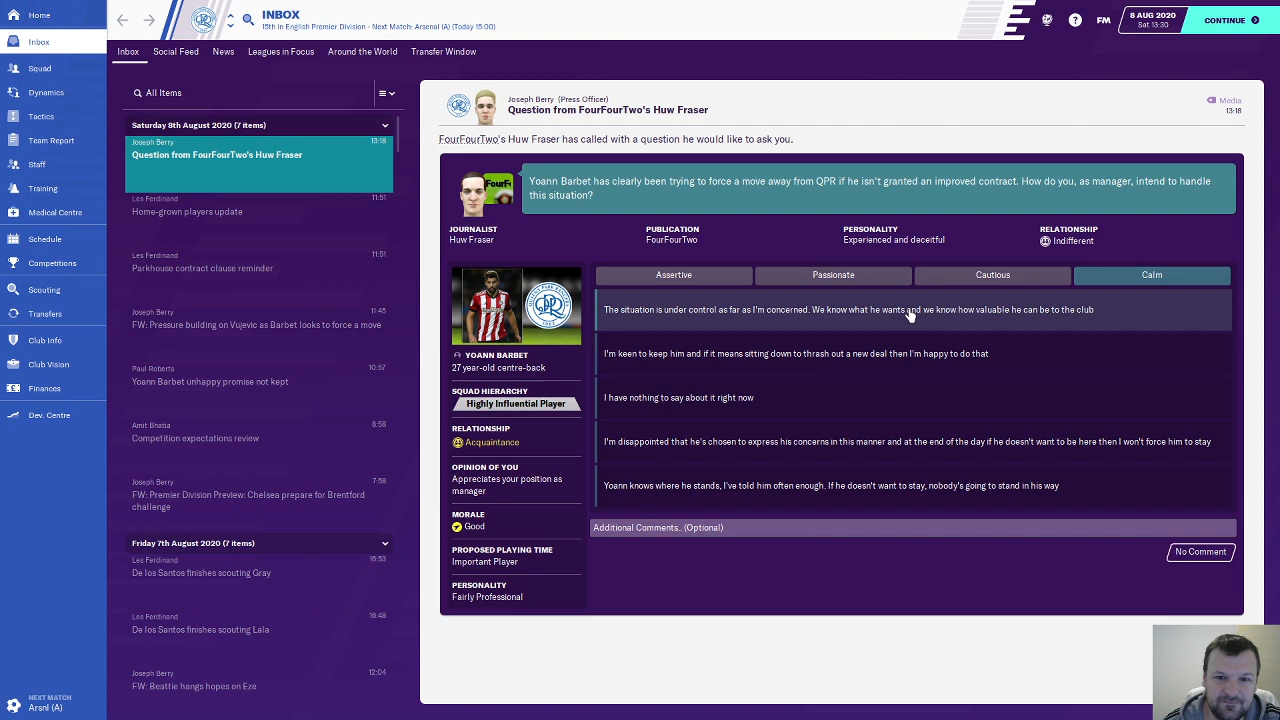 Home
Inbox
Squad
Dynamics
Tactics
Team Report
Staff
Training
Medical Centre
Schedule
Competitions
Scouting
Transfers
Club Info
Club Vision
Finances
Dev. Centre
NEXT MATCH
Arsnl (A)
INBOX
15th in English Premier Division - Next Match: Arsenal (A) (Today 15:00)
FM
8 AUG 2020
Sat 13:30
CONTINUE
Inbox
Social Feed
News
Leagues in Focus
Around the World
Transfer Window
All Items
Saturday 8th August 2020 (7 items)
Joseph Berry 13:18
Question from FourFourTwo's Huw Fraser
Les Ferdinand 11:51
Home-grown players update
Les Ferdinand 11:51
Parkhouse contract clause reminder
Joseph Berry 11:46
FW: Pressure building on Vujevic as Barbet looks to force a move
Paul Roberts 10:57
Yoann Barbet unhappy promise not kept
Amit Bhatia 8:58
Competition expectations review
Joseph Berry 7:58
FW: Premier Division Preview: Chelsea prepare for Brentford
challenge
Friday 7th August 2020 (7 items)
Les Ferdinand 16:53
De los Santos finishes scouting Gray
Les Ferdinand 16:48
De los Santos finishes scouting Lala
Joseph Berry 12:04
FW: Beattie hangs hopes on Eze
Joseph Berry (Press Officer)
Question from FourFourTwo's Huw Fraser
Media
13:18
FourFourTwo's Huw Fraser has called with a question he would like to ask you.
FourF
Yoann Barbet has clearly been trying to force a move away from QPR if he isn't granted an improved contract. How do you, as manager, intend to handle
this situation?
JOURNALIST
Huw Fraser
PUBLICATION
FourFourTwo
PERSONALITY
Experienced and deceitful
RELATIONSHIP
Indifferent
YOANN BARBET
27 year-old centre-back
SQUAD HIERARCHY
Highly Influential Player
RELATIONSHIP
Acquaintance
OPINION OF YOU
Appreciates your position as
manager
MORALE
Good
PROPOSED PLAYING TIME
Important Player
PERSONALITY
Fairly Professional
Assertive
Passionate
Cautious
Calm
The situation is under control as far as I'm concerned. We know what he wants and we know how valuable he can be to the club
I'm keen to keep him and if it means sitting down to thrash out a new deal then I'm happy to do that
I have nothing to say about it right now
I'm disappointed that he's chosen to express his concerns in this manner and at the end of the day if he doesn't want to be here then I won't force him to stay
Yoann knows where he stands, I've told him often enough. If he doesn't want to stay, nobody's going to stand in his way
Additional Comments.. (Optional)
No Comment